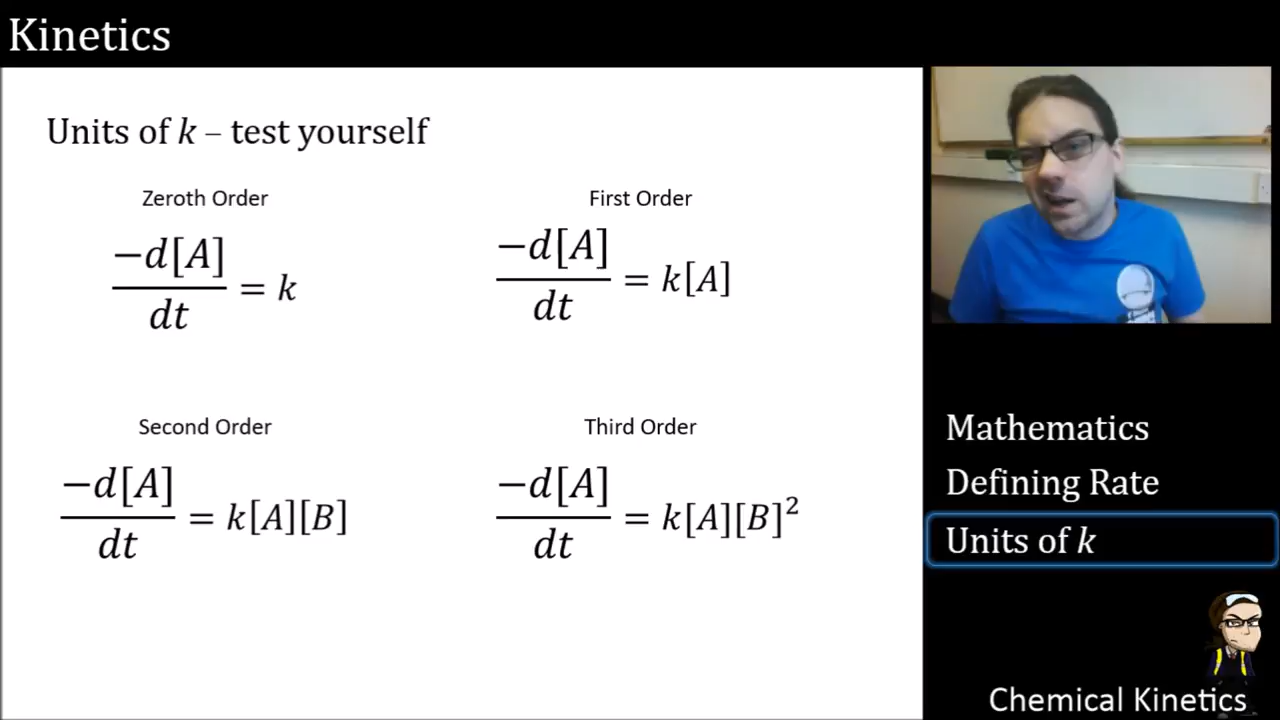 Kinetics
Units of k – test yourself
Zeroth Order
−d[A]/dt = k
First Order
−d[A]/dt = k[A]
Second Order
−d[A]/dt = k[A][B]
Third Order
−d[A]/dt = k[A][B]²
Mathematics
Defining Rate
Units of k
Chemical Kinetics